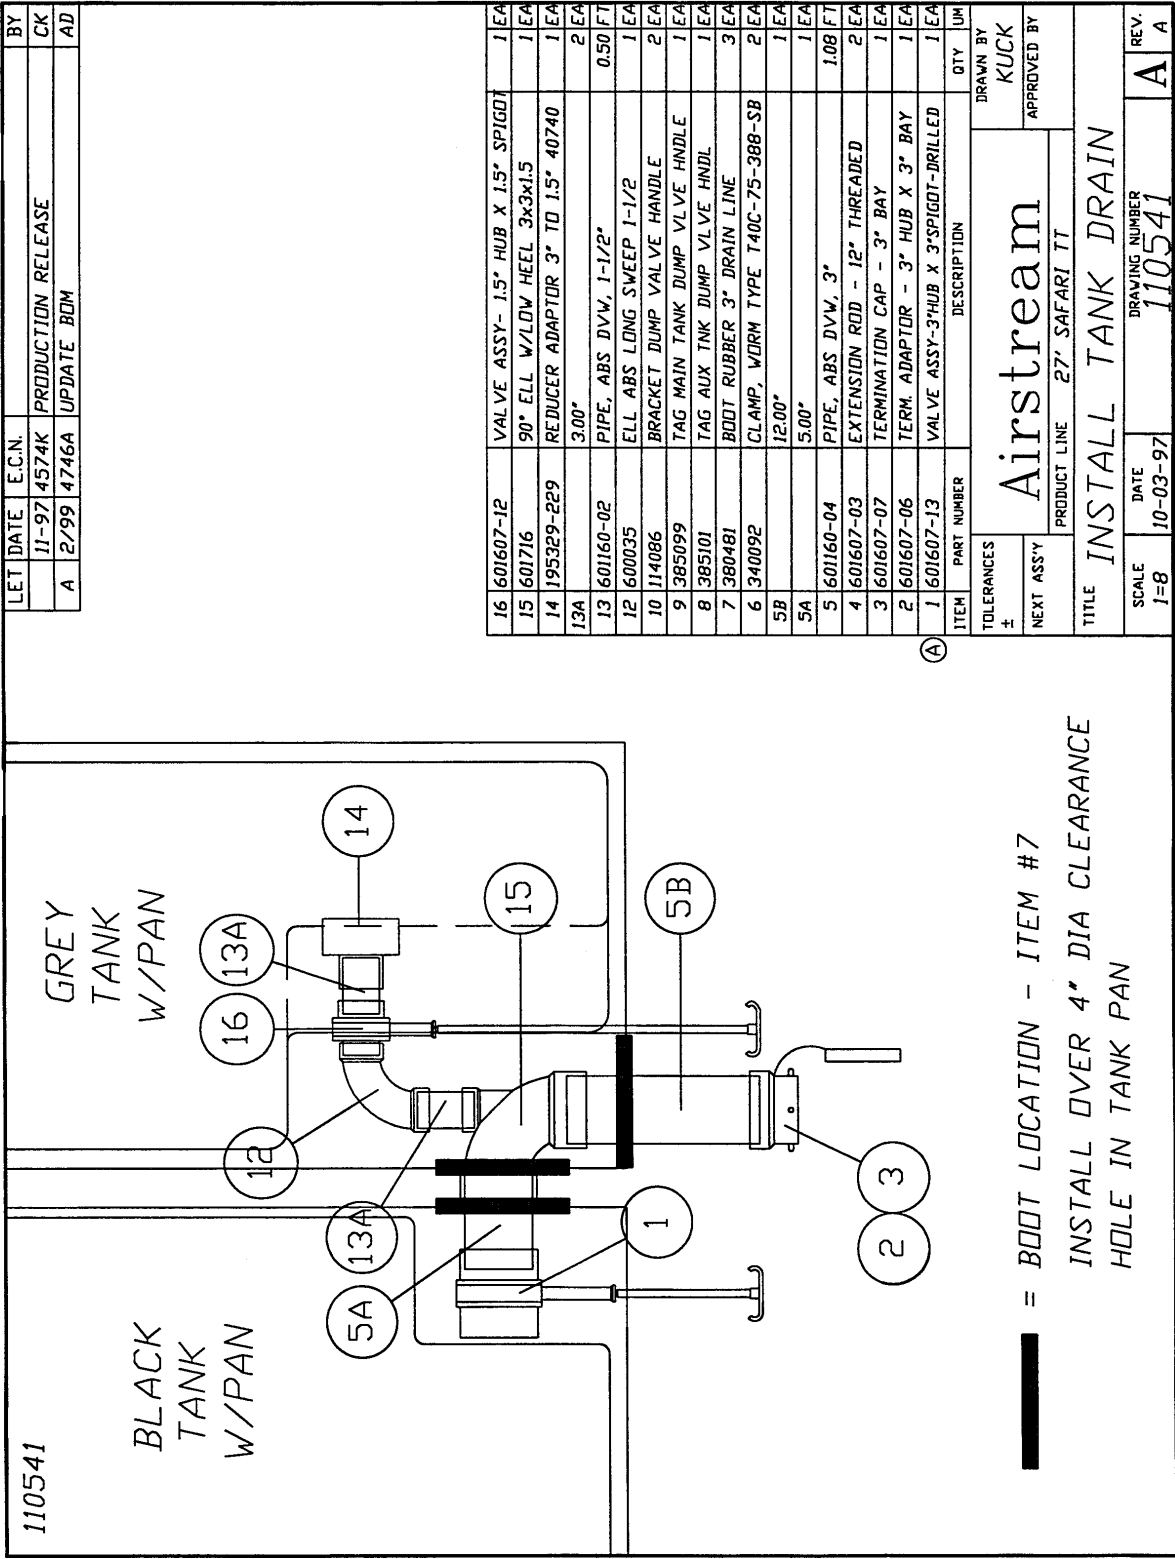 110541
BLACK
TANK
W/PAN
GREY
TANK
W/PAN
5A
13A
12
16
13A
14
15
1
5B
2
3
= BOOT LOCATION - ITEM #7
INSTALL OVER 4" DIA CLEARANCE
HOLE IN TANK PAN
LET DATE E.C.N. BY
11-97 4574K PRODUCTION RELEASE CK
A 2/99 4746A UPDATE BOM AD
16 601607-12 VALVE ASSY- 1.5" HUB X 1.5" SPIGOT 1 EA
15 601716 90° ELL W/LOW HEEL 3x3x1.5 1 EA
14 195329-229 REDUCER ADAPTOR 3" TO 1.5" 40740 1 EA
13A 3.00" 2 EA
13 601160-02 PIPE, ABS DVW, 1-1/2" 0.50 FT
12 600035 ELL ABS LONG SWEEP 1-1/2 1 EA
10 114086 BRACKET DUMP VALVE HANDLE 2 EA
9 385099 TAG MAIN TANK DUMP VLVE HNDLE 1 EA
8 385101 TAG AUX TNK DUMP VLVE HNDL 1 EA
7 380481 BOOT RUBBER 3" DRAIN LINE 3 EA
6 340092 CLAMP, WORM TYPE T40C-75-388-SB 2 EA
5B 12.00" 1 EA
5A 5.00" 1 EA
5 601160-04 PIPE, ABS DVW, 3" 1.08 FT
4 601607-03 EXTENSION ROD - 12" THREADED 2 EA
3 601607-07 TERMINATION CAP - 3" BAY 1 EA
2 601607-06 TERM. ADAPTOR - 3" HUB X 3" BAY 1 EA
A 1 601607-13 VALVE ASSY-3"HUB X 3"SPIGOT-DRILLED 1 EA
ITEM PART NUMBER DESCRIPTION QTY UM
TOLERANCES
±
NEXT ASS'Y
Airstream
PRODUCT LINE 27' SAFARI TT
DRAWN BY
KUCK
APPROVED BY
TITLE INSTALL TANK DRAIN
SCALE
1=8
DATE
10-03-97
DRAWING NUMBER
110541
A
REV.
A